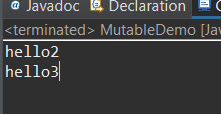 Javadoc Declaration
<terminated> MutableDemo [Jav
hello2
hello3